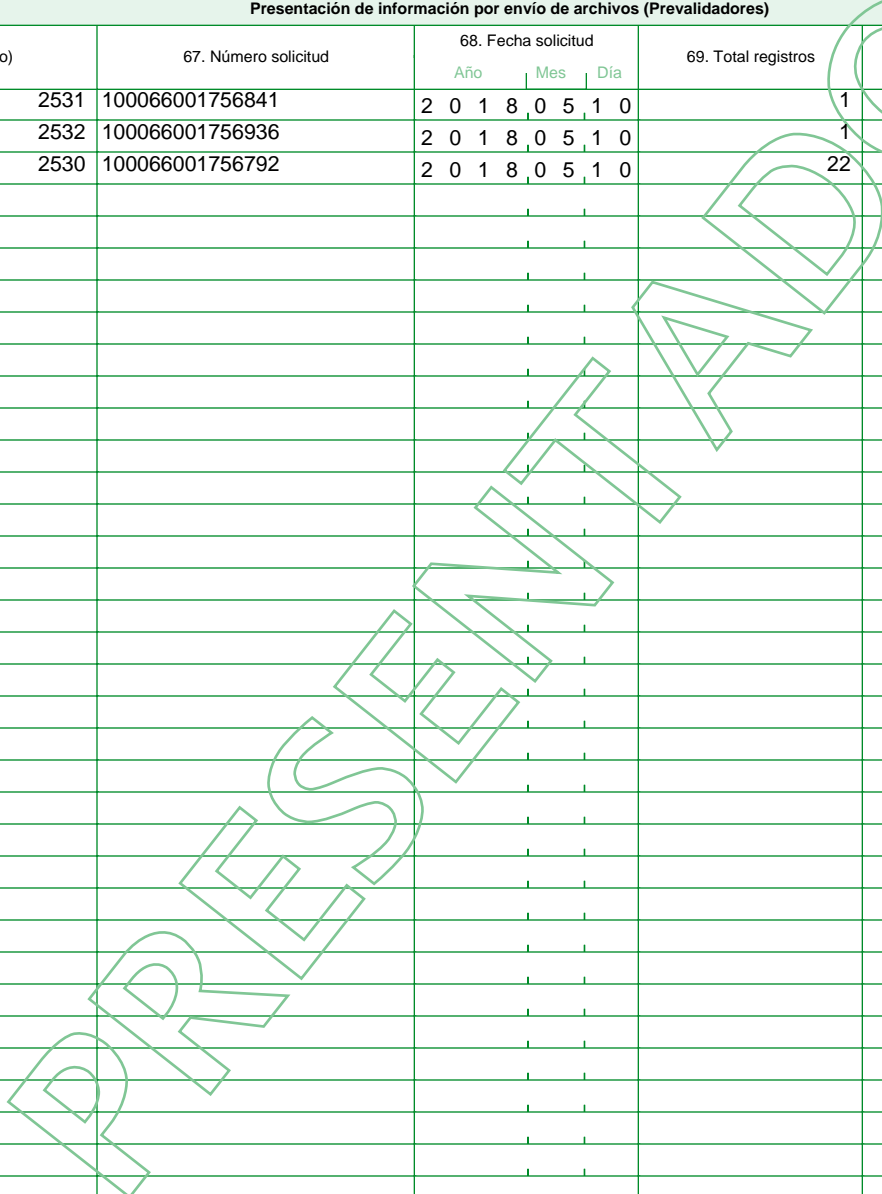 Presentación de información por envío de archivos (Prevalidadores)
o) 67. Número solicitud 68. Fecha solicitud 69. Total registros
Año Mes Día
2531 100066001756841 2 0 1 8 0 5 1 0 1
2532 100066001756936 2 0 1 8 0 5 1 0 1
2530 100066001756792 2 0 1 8 0 5 1 0 22
PRESENTADO